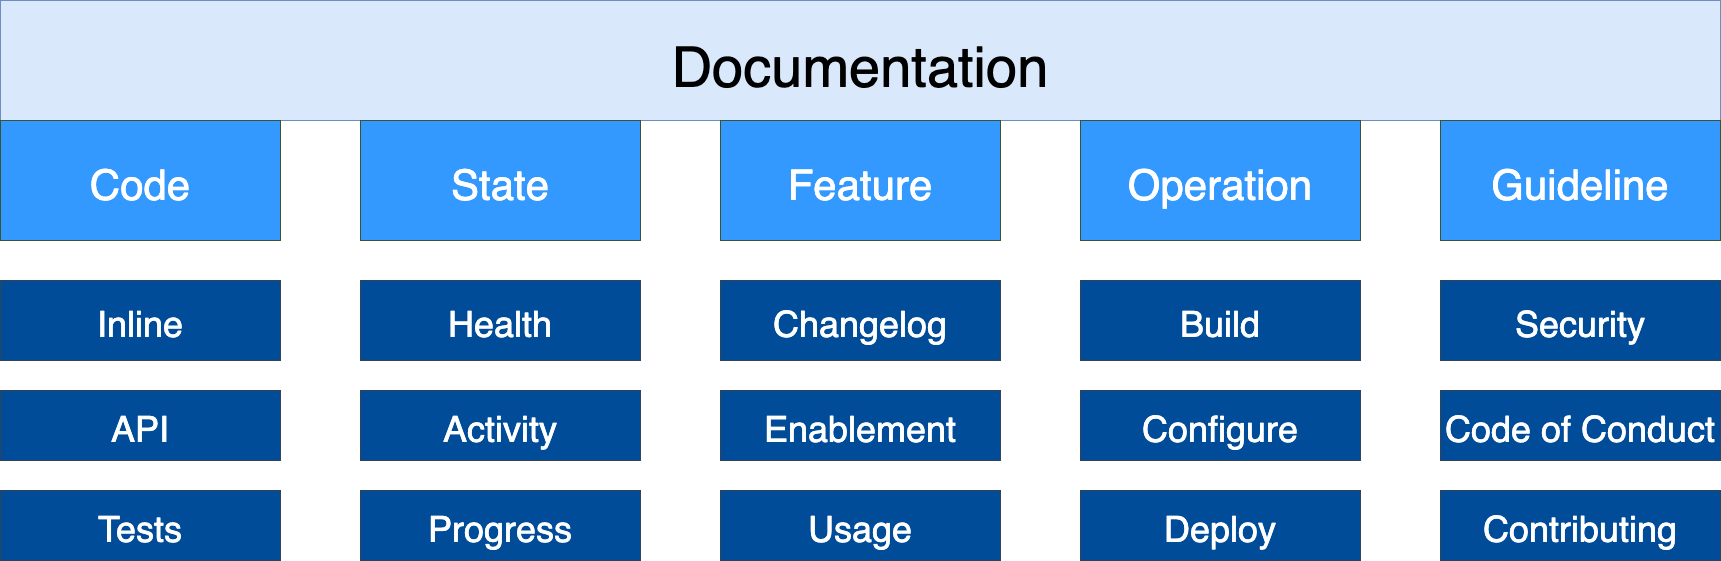 Documentation
Code
State
Feature
Operation
Guideline
Inline
Health
Changelog
Build
Security
API
Activity
Enablement
Configure
Code of Conduct
Tests
Progress
Usage
Deploy
Contributing